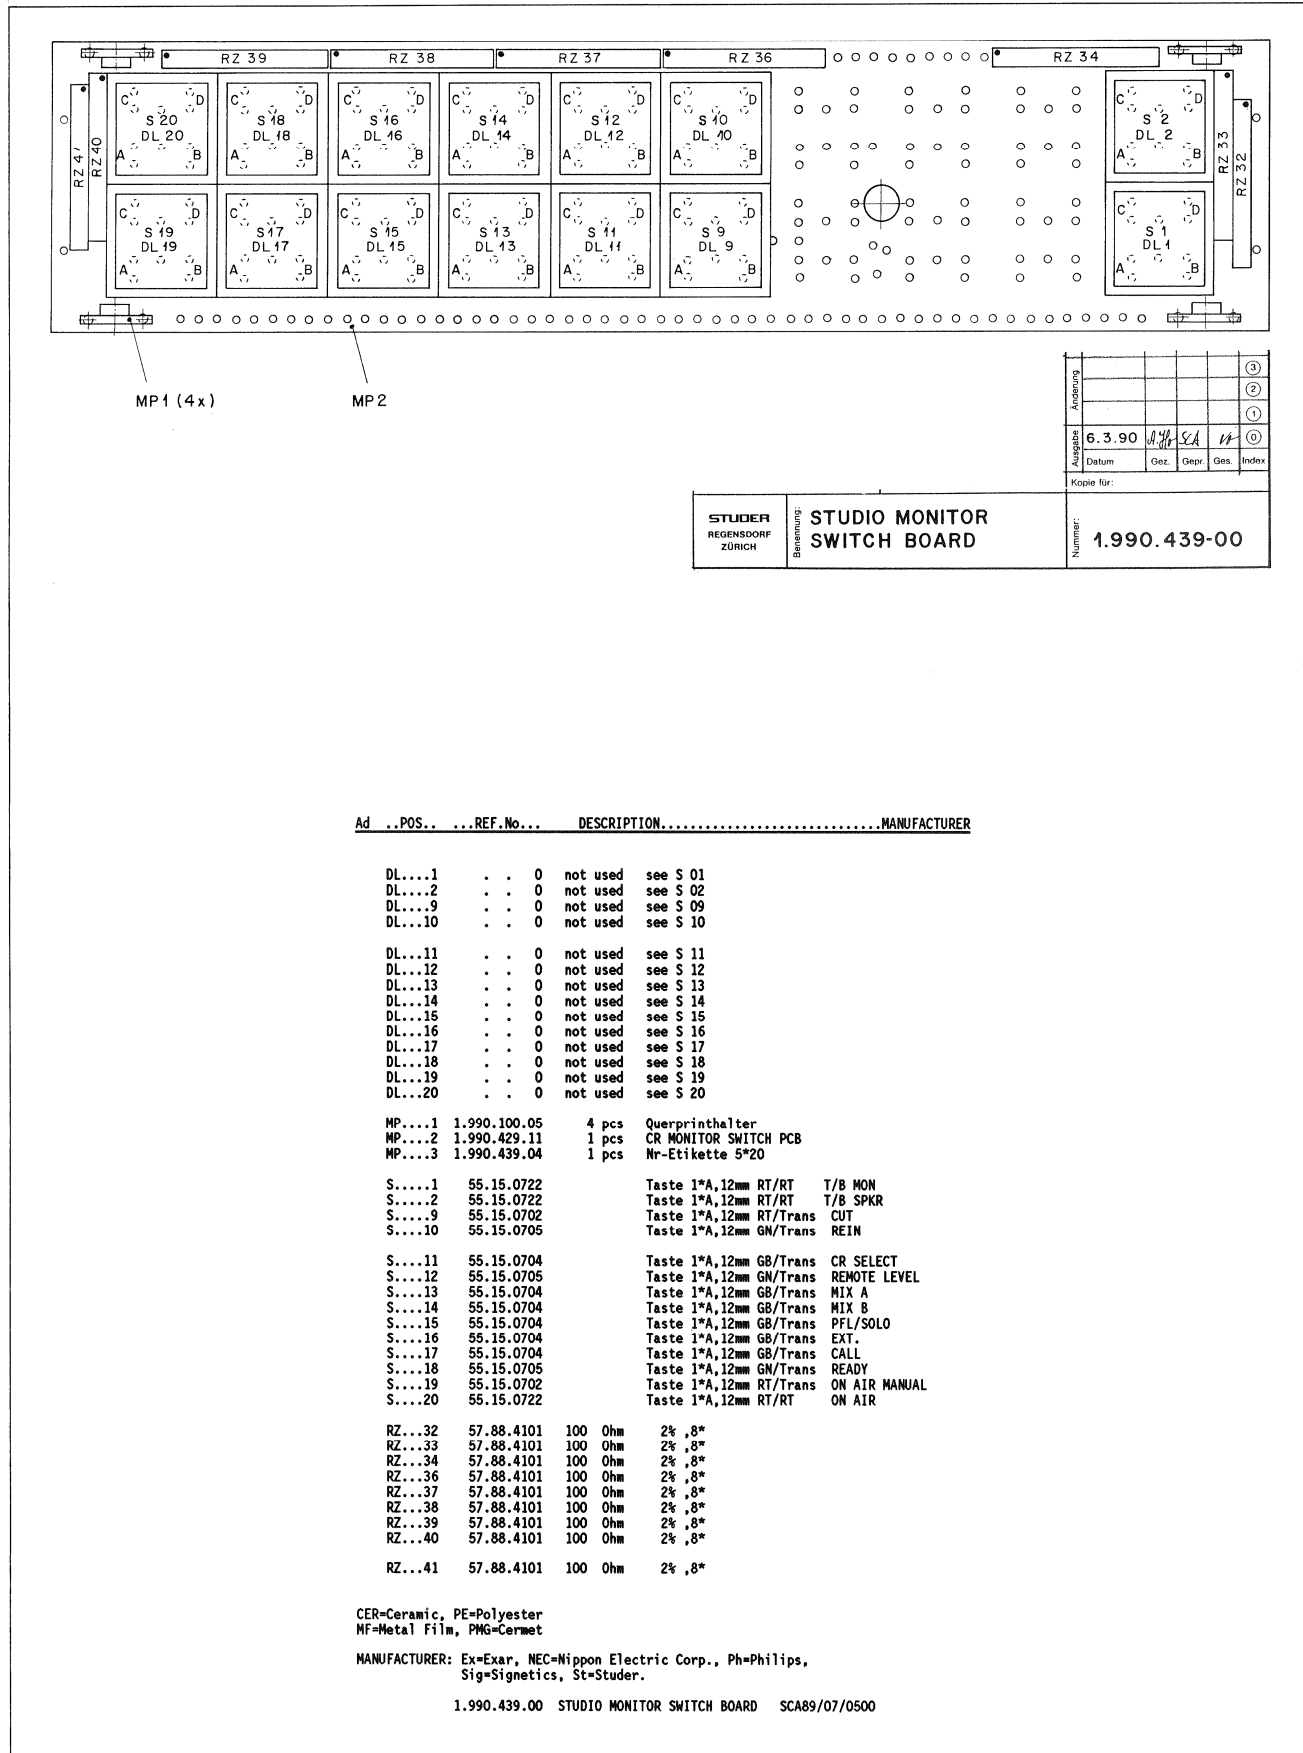 RZ 39 RZ 38 RZ 37 RZ 36 RZ 34
C D C D C D C D C D C D C D
S 20 S 18 S 16 S 14 S 12 S 10 S 2
DL 20 DL 18 DL 16 DL 14 DL 12 DL 10 DL 2
A B A B A B A B A B A B A B
RZ 40
RZ 33
RZ 32
C D C D C D C D C D C D C D
S 19 S 17 S 15 S 13 S 11 S 9 S 1
DL 19 DL 17 DL 15 DL 13 DL 11 DL 9 DL 1
A B A B A B A B A B A B A B
MP 1 (4x) MP 2
Änderung
3
2
1
Ausgabe 6.3.90 SCA 0
Datum Gez. Gepr. Ges. Index
Kopie für:
STUDER
REGENSDORF
ZÜRICH
Benennung:
STUDIO MONITOR
SWITCH BOARD
Nummer:
1.990.439-00
Ad ..POS.. ...REF.No... DESCRIPTION............................MANUFACTURER
DL....1 . . 0 not used see S 01
DL....2 . . 0 not used see S 02
DL....9 . . 0 not used see S 09
DL...10 . . 0 not used see S 10
DL...11 . . 0 not used see S 11
DL...12 . . 0 not used see S 12
DL...13 . . 0 not used see S 13
DL...14 . . 0 not used see S 14
DL...15 . . 0 not used see S 15
DL...16 . . 0 not used see S 16
DL...17 . . 0 not used see S 17
DL...18 . . 0 not used see S 18
DL...19 . . 0 not used see S 19
DL...20 . . 0 not used see S 20
MP....1 1.990.100.05 4 pcs Querprinthalter
MP....2 1.990.429.11 1 pcs CR MONITOR SWITCH PCB
MP....3 1.990.439.04 1 pcs Nr-Etikette 5*20
S.....1 55.15.0722 Taste 1*A,12mm RT/RT T/B MON
S.....2 55.15.0722 Taste 1*A,12mm RT/RT T/B SPKR
S.....9 55.15.0702 Taste 1*A,12mm RT/Trans CUT
S....10 55.15.0705 Taste 1*A,12mm GN/Trans REIN
S....11 55.15.0704 Taste 1*A,12mm GB/Trans CR SELECT
S....12 55.15.0705 Taste 1*A,12mm GN/Trans REMOTE LEVEL
S....13 55.15.0704 Taste 1*A,12mm GB/Trans MIX A
S....14 55.15.0704 Taste 1*A,12mm GB/Trans MIX B
S....15 55.15.0704 Taste 1*A,12mm GB/Trans PFL/SOLO
S....16 55.15.0704 Taste 1*A,12mm GB/Trans EXT.
S....17 55.15.0704 Taste 1*A,12mm GB/Trans CALL
S....18 55.15.0705 Taste 1*A,12mm GN/Trans READY
S....19 55.15.0702 Taste 1*A,12mm RT/Trans ON AIR MANUAL
S....20 55.15.0722 Taste 1*A,12mm RT/RT ON AIR
RZ...32 57.88.4101 100 Ohm 2% ,8*
RZ...33 57.88.4101 100 Ohm 2% ,8*
RZ...34 57.88.4101 100 Ohm 2% ,8*
RZ...36 57.88.4101 100 Ohm 2% ,8*
RZ...37 57.88.4101 100 Ohm 2% ,8*
RZ...38 57.88.4101 100 Ohm 2% ,8*
RZ...39 57.88.4101 100 Ohm 2% ,8*
RZ...40 57.88.4101 100 Ohm 2% ,8*
RZ...41 57.88.4101 100 Ohm 2% ,8*
CER=Ceramic, PE=Polyester
MF=Metal Film, PMG=Cermet
MANUFACTURER: Ex=Exar, NEC=Nippon Electric Corp., Ph=Philips,
Sig=Signetics, St=Studer.
1.990.439.00 STUDIO MONITOR SWITCH BOARD SCA89/07/0500